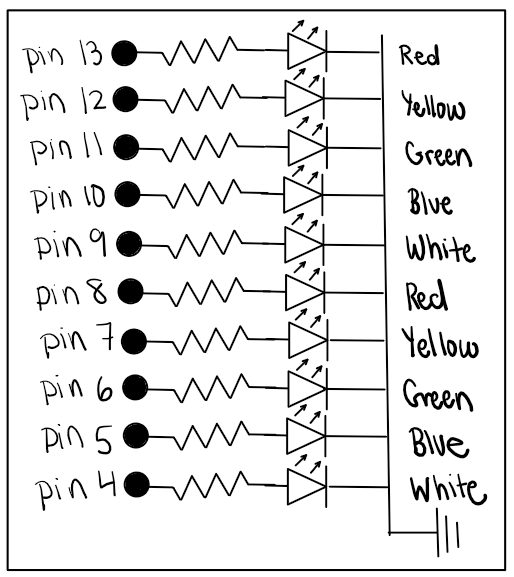 pin 13 Red
pin 12 Yellow
pin 11 Green
pin 10 Blue
pin 9 White
pin 8 Red
pin 7 Yellow
pin 6 Green
pin 5 Blue
pin 4 White